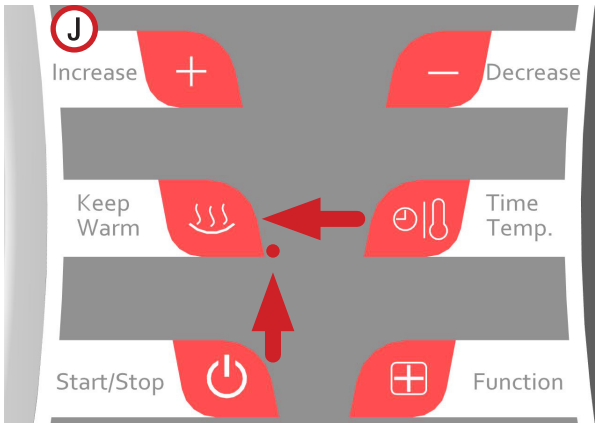 J
Increase
Decrease
Keep
Warm
Time
Temp.
Start/Stop
Function